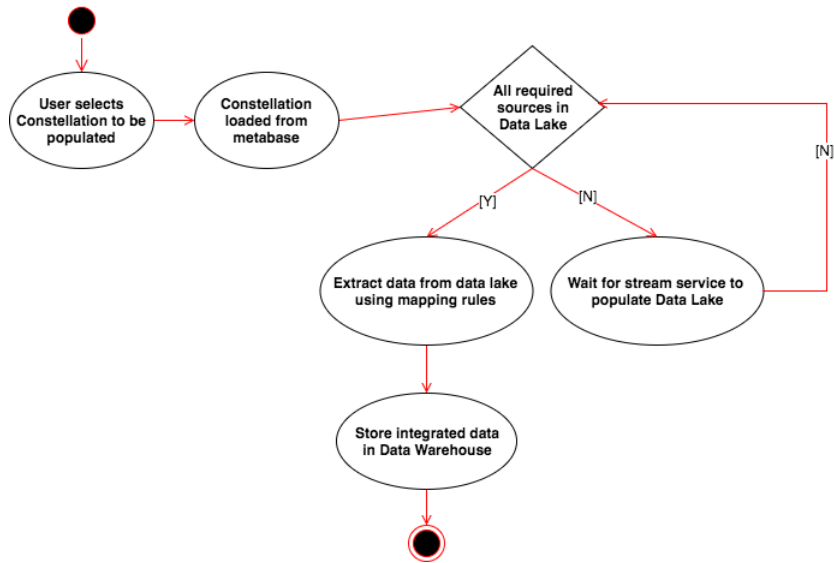 User selects
Constellation to be
populated
Constellation
loaded from
metabase
All required
sources in
Data Lake
[N]
[Y]
[N]
Extract data from data lake
using mapping rules
Wait for stream service to
populate Data Lake
Store integrated data
in Data Warehouse